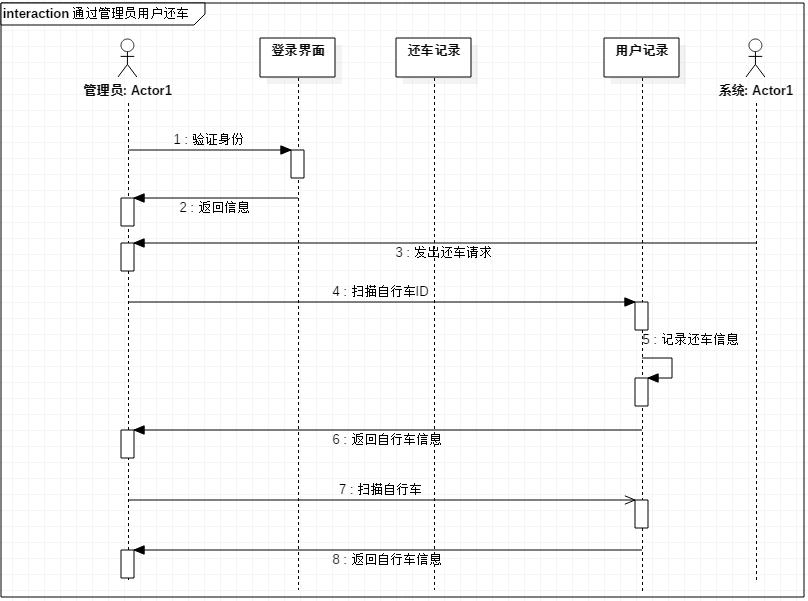 interaction 通过管理员用户还车
登录界面
还车记录
用户记录
管理员: Actor1
系统: Actor1
1 : 验证身份
2 : 返回信息
3 : 发出还车请求
4 : 扫描自行车ID
5 : 记录还车信息
6 : 返回自行车信息
7 : 扫描自行车
8 : 返回自行车信息